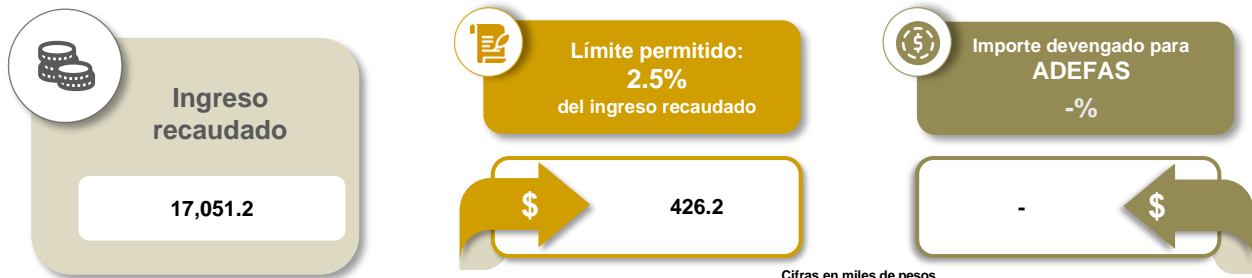 Ingreso
recaudado
17,051.2
Límite permitido:
2.5%
del ingreso recaudado
$
426.2
Importe devengado para
ADEFAS
-%
-
$
Cifras en miles de pesos